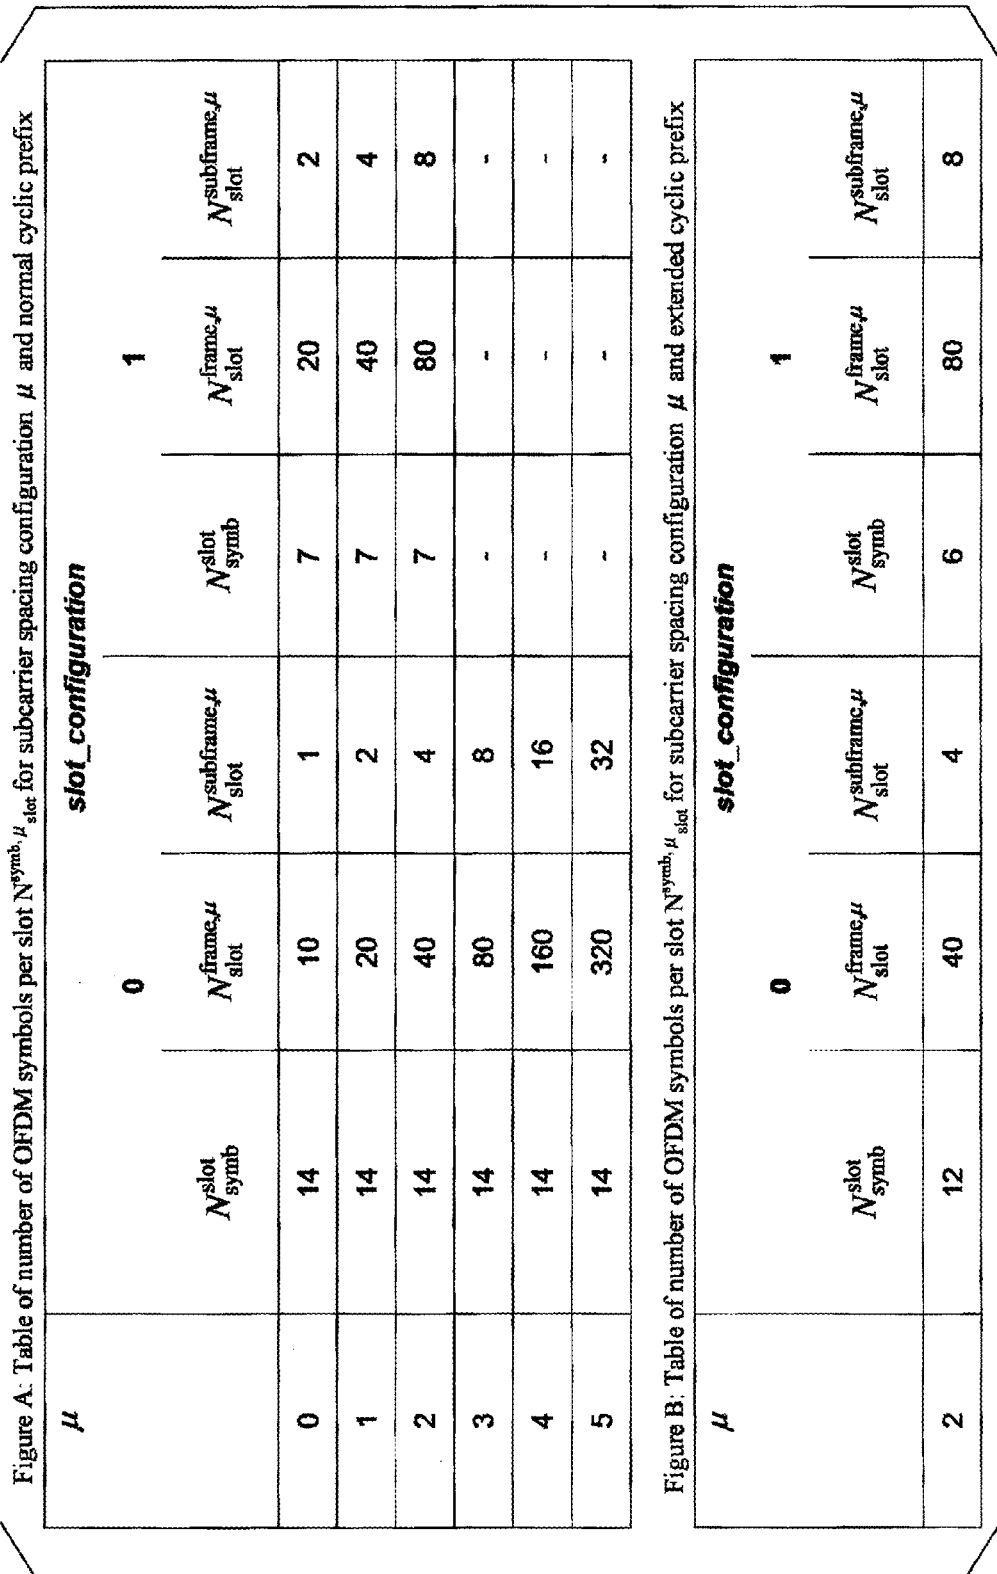 Figure A: Table of number of OFDM symbols per slot N^symb,μ_slot for subcarrier spacing configuration μ and normal cyclic prefix
μ slot_configuration
0 1
N^slot_symb N^frame,μ_slot N^subframe,μ_slot N^slot_symb N^frame,μ_slot N^subframe,μ_slot
0 14 10 1 7 20 2
1 14 20 2 7 40 4
2 14 40 4 7 80 8
3 14 80 8 - - -
4 14 160 16 - - -
5 14 320 32 - - -
Figure B: Table of number of OFDM symbols per slot N^symb,μ_slot for subcarrier spacing configuration μ and extended cyclic prefix
μ slot_configuration
0 1
N^slot_symb N^frame,μ_slot N^subframe,μ_slot N^slot_symb N^frame,μ_slot N^subframe,μ_slot
2 12 40 4 6 80 8